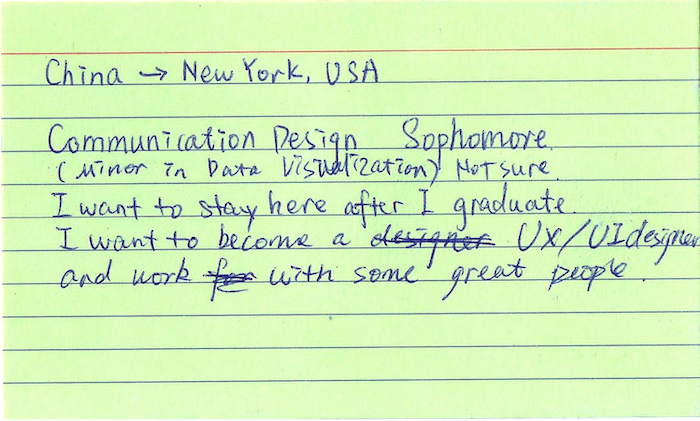 China → New York, USA
Communication Design Sophomore.
(Minor in Data Visualization) Not sure.
I want to stay here after I graduate.
I want to become a designer UX/UI designer
and work for with some great people.